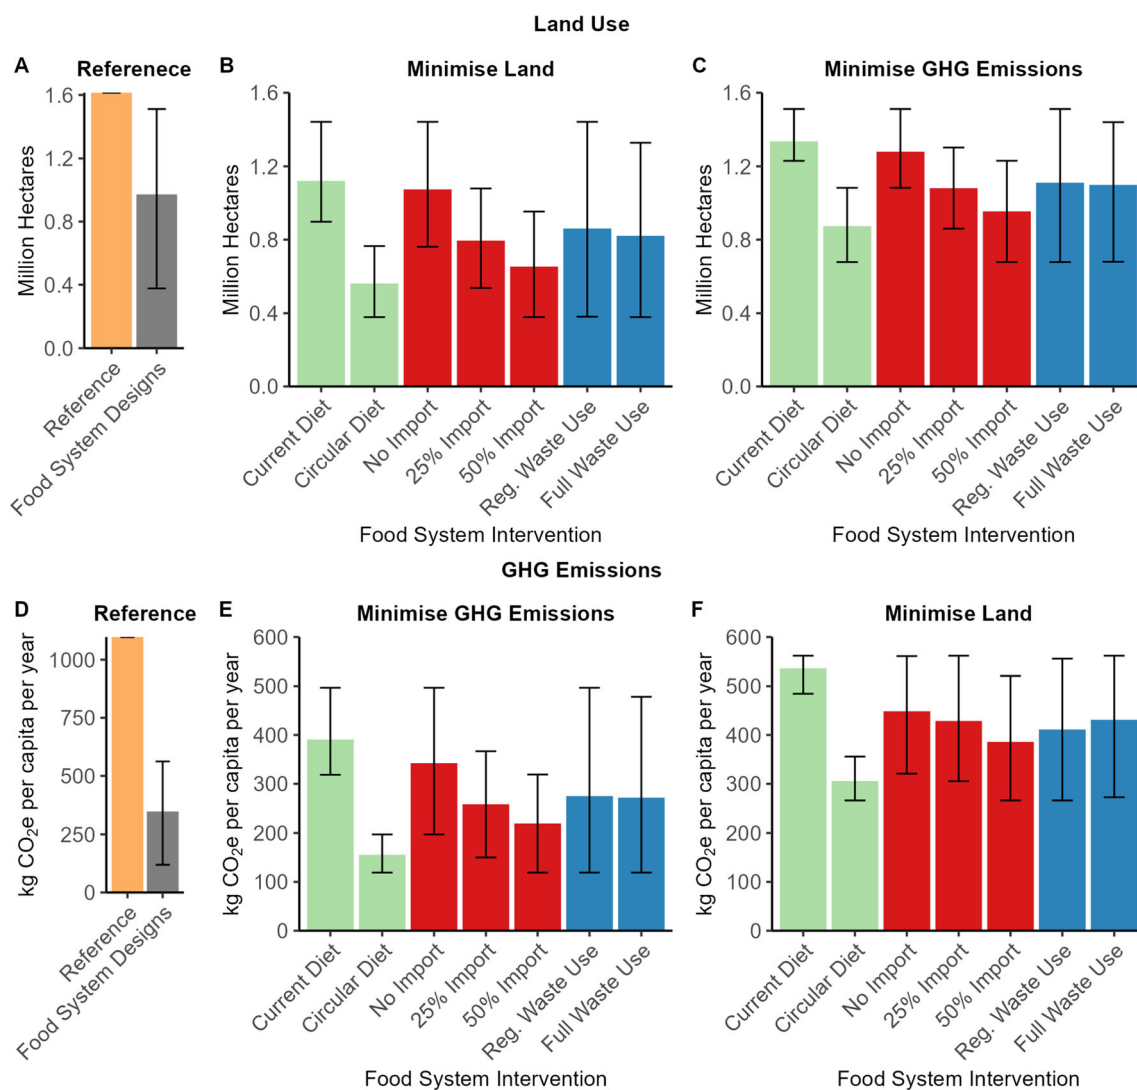 Land Use
A
Referenece
Million Hectares
1.6
1.2
0.8
0.4
0.0
Reference
Food System Designs
B
Minimise Land
Million Hectares
1.6
1.2
0.8
0.4
0.0
Current Diet
Circular Diet
No Import
25% Import
50% Import
Reg. Waste Use
Full Waste Use
Food System Intervention
C
Minimise GHG Emissions
Million Hectares
1.6
1.2
0.8
0.4
0.0
Current Diet
Circular Diet
No Import
25% Import
50% Import
Reg. Waste Use
Full Waste Use
Food System Intervention
GHG Emissions
D
Reference
kg CO₂e per capita per year
1000
750
500
250
0
Reference
Food System Designs
E
Minimise GHG Emissions
kg CO₂e per capita per year
600
500
400
300
200
100
0
Current Diet
Circular Diet
No Import
25% Import
50% Import
Reg. Waste Use
Full Waste Use
Food System Intervention
F
Minimise Land
kg CO₂e per capita per year
600
500
400
300
200
100
0
Current Diet
Circular Diet
No Import
25% Import
50% Import
Reg. Waste Use
Full Waste Use
Food System Intervention